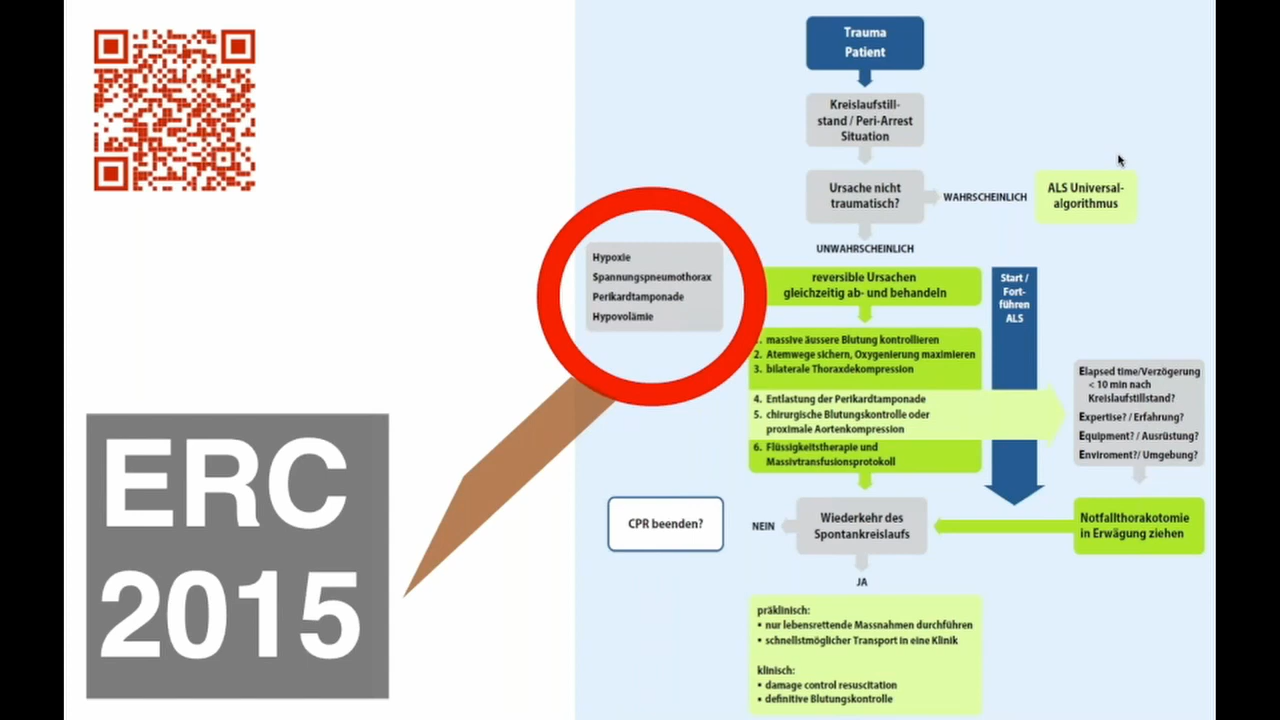 ERC
2015
Trauma
Patient
Kreislaufstill-
stand / Peri-Arrest
Situation
Ursache nicht
traumatisch?
WAHRSCHEINLICH
ALS Universal-
algorithmus
UNWAHRSCHEINLICH
Hypoxie
Spannungspneumothorax
Perikardtamponade
Hypovolämie
reversible Ursachen
gleichzeitig ab- und behandeln
Start /
Fort-
führen
ALS
. massive äussere Blutung kontrollieren
2. Atemwege sichern, Oxygenierung maximieren
3. bilaterale Thoraxdekompression
4. Entlastung der Perikardtamponade
5. chirurgische Blutungskontrolle oder
proximale Aortenkompression
6. Flüssigkeitstherapie und
Massivtransfusionsprotokoll
Elapsed time/Verzögerung
< 10 min nach
Kreislaufstillstand?
Expertise? / Erfahrung?
Equipment? / Ausrüstung?
Enviroment?/ Umgebung?
CPR beenden?
NEIN
Wiederkehr des
Spontankreislaufs
Notfallthorakotomie
in Erwägung ziehen
JA
präklinisch:
• nur lebensrettende Massnahmen durchführen
• schnellstmöglicher Transport in eine Klinik
klinisch:
• damage control resuscitation
• definitive Blutungskontrolle